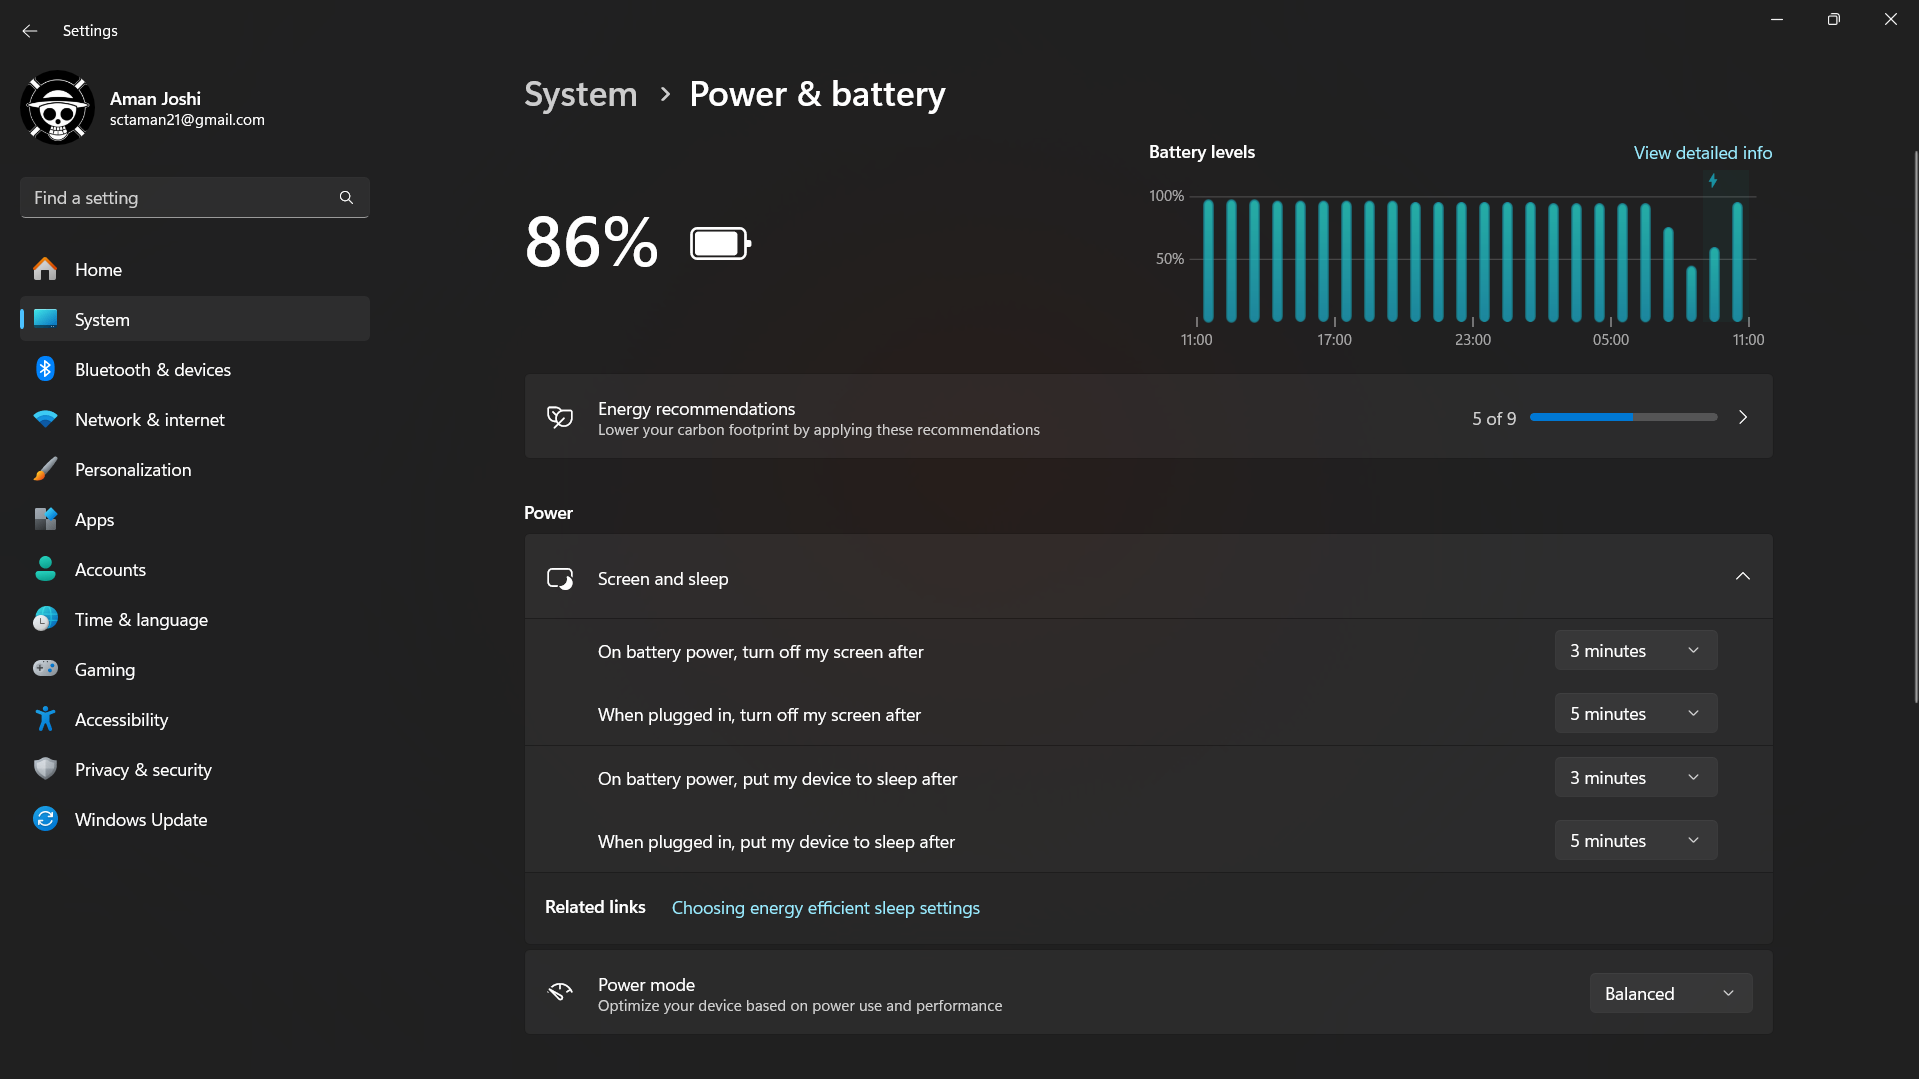 Settings
Aman Joshi
sctaman21@gmail.com
Find a setting
Home
System
Bluetooth & devices
Network & internet
Personalization
Apps
Accounts
Time & language
Gaming
Accessibility
Privacy & security
Windows Update
System > Power & battery
86%
Battery levels View detailed info
100%
50%
11:00 17:00 23:00 05:00 11:00
Energy recommendations
Lower your carbon footprint by applying these recommendations
5 of 9
Power
Screen and sleep
On battery power, turn off my screen after 3 minutes
When plugged in, turn off my screen after 5 minutes
On battery power, put my device to sleep after 3 minutes
When plugged in, put my device to sleep after 5 minutes
Related links Choosing energy efficient sleep settings
Power mode
Optimize your device based on power use and performance
Balanced